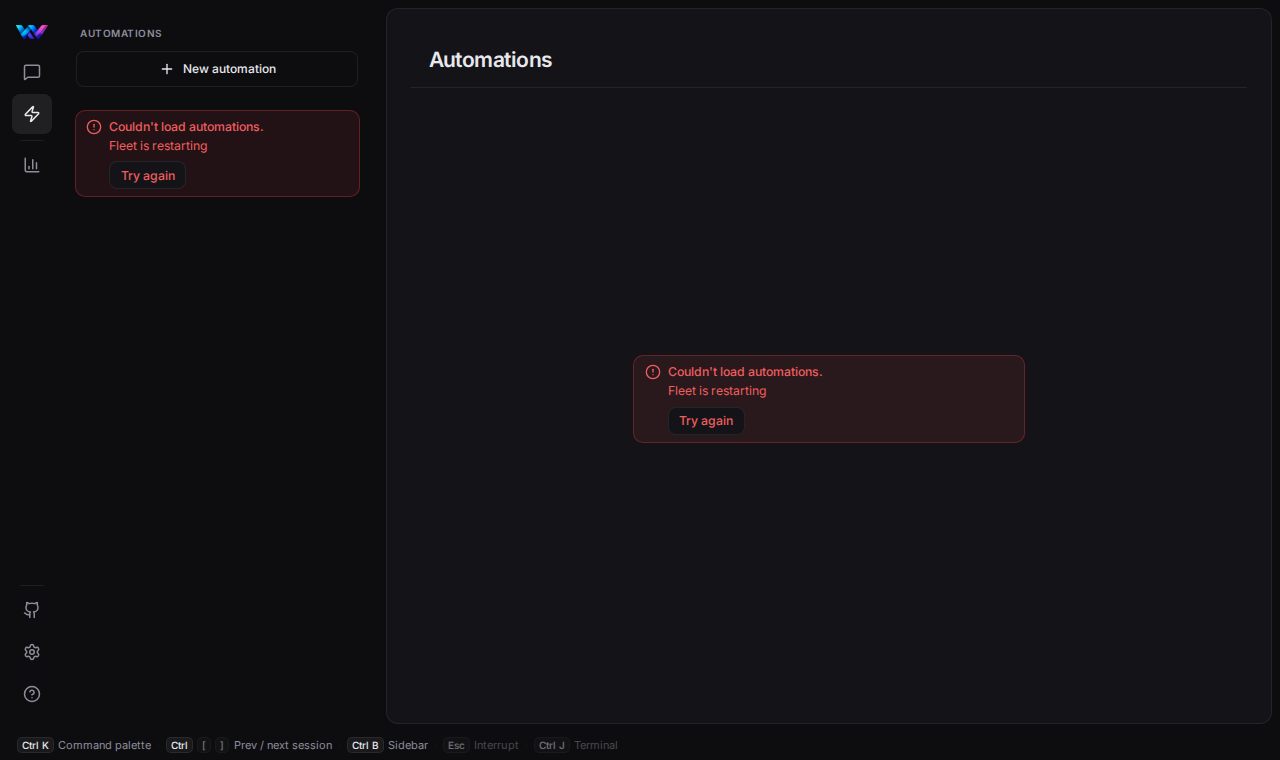 AUTOMATIONS
New automation
Couldn't load automations.
Fleet is restarting
Try again
Automations
Couldn't load automations.
Fleet is restarting
Try again
Ctrl K Command palette Ctrl [ ] Prev / next session Ctrl B Sidebar Esc Interrupt Ctrl J Terminal